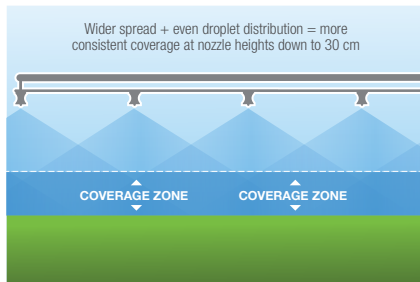 Wider spread + even droplet distribution = more
consistent coverage at nozzle heights down to 30 cm
COVERAGE ZONE COVERAGE ZONE